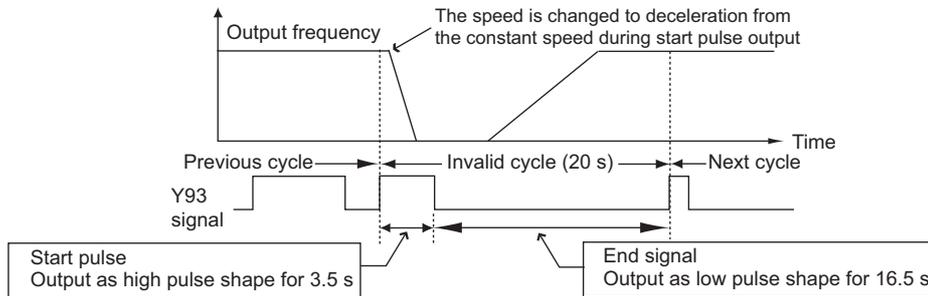 Output frequency
The speed is changed to deceleration from
the constant speed during start pulse output
Time
Previous cycle
Invalid cycle (20 s)
Next cycle
Y93
signal
Start pulse
Output as high pulse shape for 3.5 s
End signal
Output as low pulse shape for 16.5 s